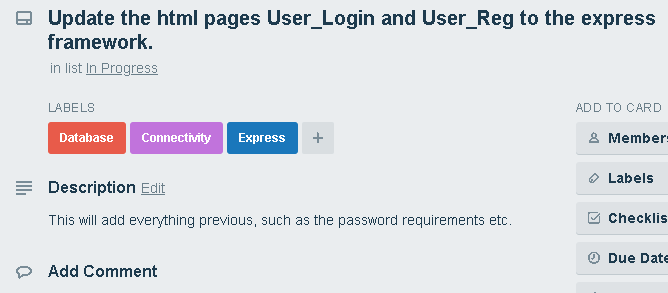 Update the html pages User_Login and User_Reg to the express
framework.
in list In Progress
LABELS
Database Connectivity Express +
Description Edit
This will add everything previous, such as the password requirements etc.
Add Comment
ADD TO CARD
Member
Labels
Checklis
Due Date